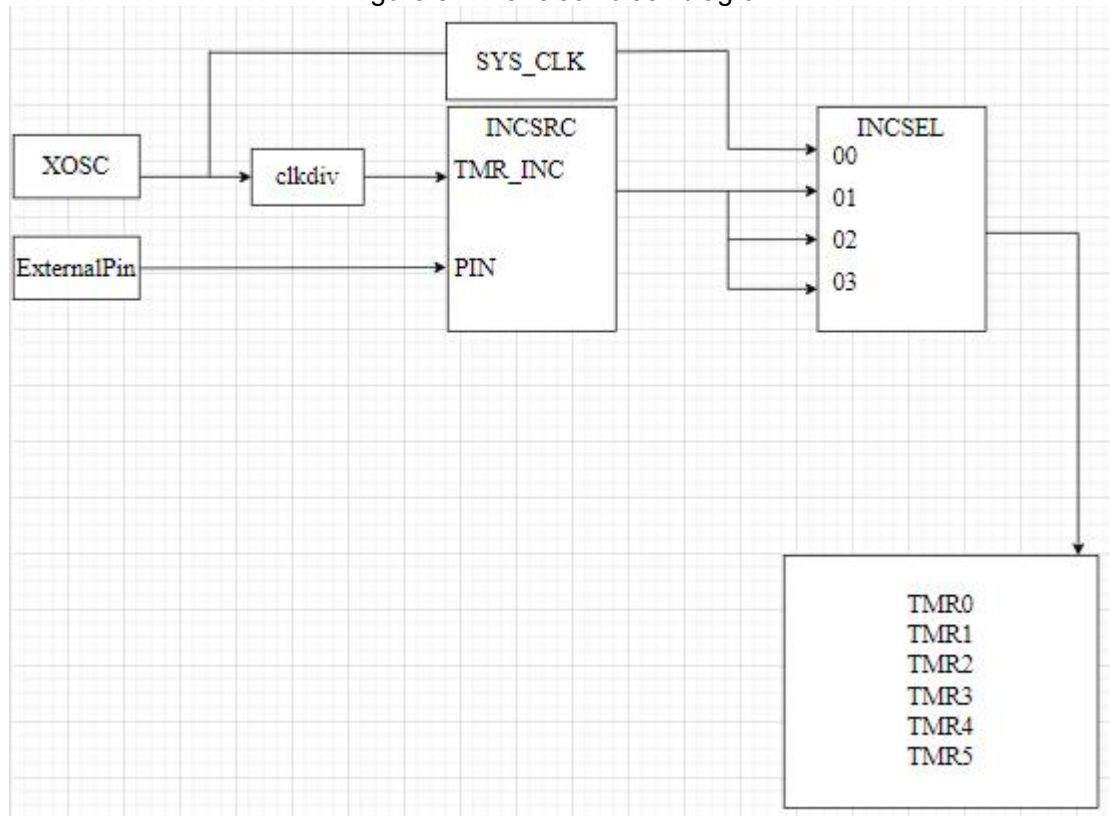 SYS_CLK
INCSRC
INCSEL
XOSC
clkdiv
TMR_INC
00
01
ExternalPin
PIN
02
03
TMR0
TMR1
TMR2
TMR3
TMR4
TMR5